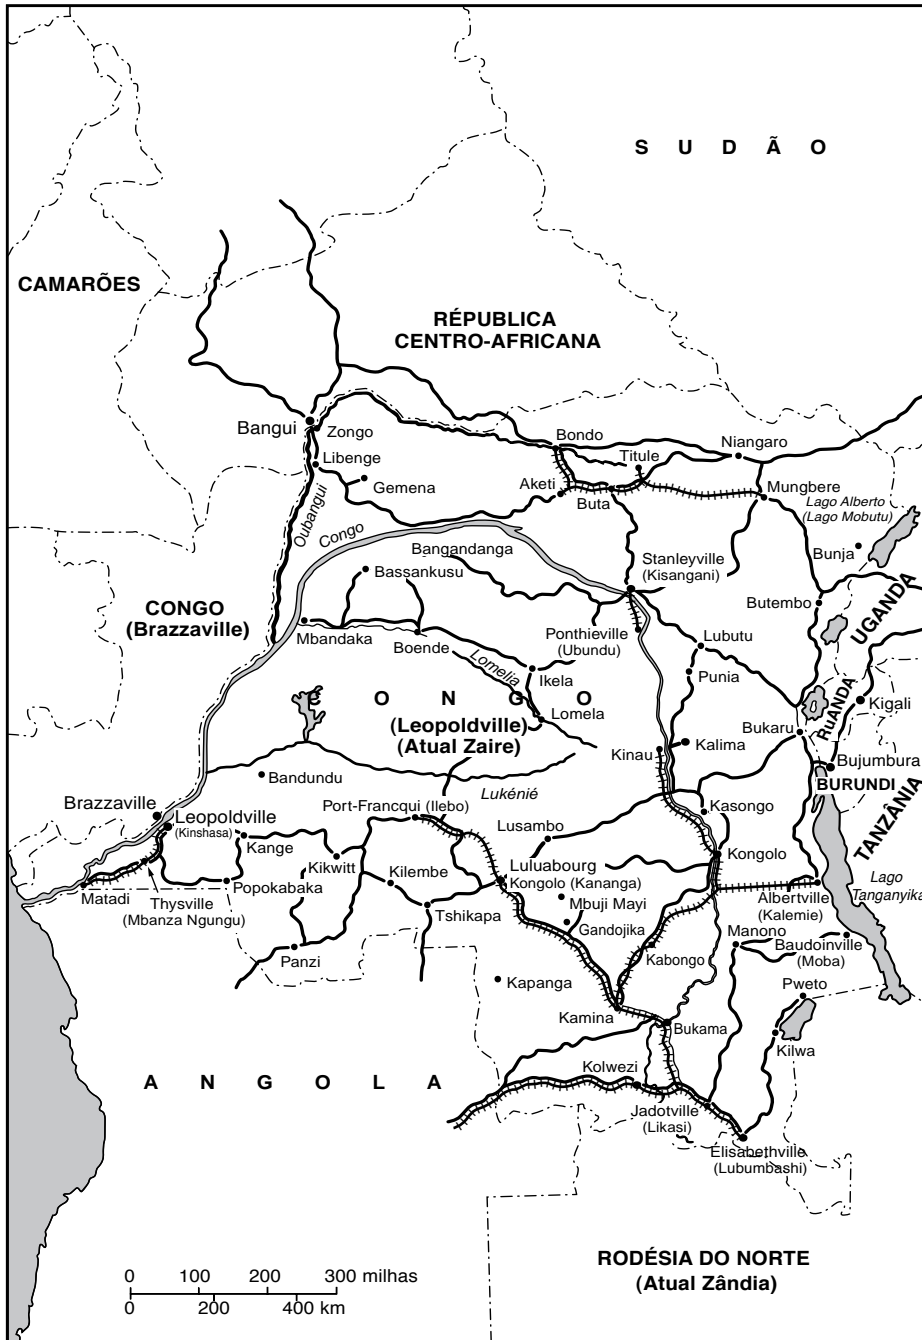 SUDÃO
CAMARÕES
RÉPUBLICA
CENTRO-AFRICANA
Bangui
Zongo
Bondo
Niangaro
Titule
Libenge
Gemena
Aketi
Buta
Mungbere
Lago Alberto
(Lago Mobutu)
Oubangui
Congo
Bangandanga
Stanleyville
(Kisangani)
Bunja
Bassankusu
CONGO
(Brazzaville)
Butembo
UGANDA
Mbandaka
Boende
Ponthieville
(Ubundu)
Lubutu
Lomelia
Ikela
Punia
RuANDA
Kigali
CONGO
(Leopoldville)
(Atual Zaire)
Lomela
Bukaru
Kinau
Kalima
Bujumbura
BURUNDI
Bandundu
Lukénié
TANZÂNIA
Brazzaville
Leopoldville
(Kinshasa)
Port-Francqui (Ilebo)
Kasongo
Lusambo
Kange
Kikwitt
Kongolo
Luluabourg
Kongolo (Kananga)
Kilembe
Matadi
Thysville
(Mbanza Ngungu)
Popokabaka
Tshikapa
Mbuji Mayi
Albertville
(Kalemie)
Lago
Tanganyika
Gandojika
Manono
Baudoinville
(Moba)
Panzi
Kabongo
Kapanga
Pweto
Kamina
Bukama
Kilwa
ANGOLA
Kolwezi
Jadotville
(Likasi)
Elisabethville
(Lubumbashi)
RODÉSIA DO NORTE
(Atual Zândia)
0 100 200 300 milhas
0 200 400 km